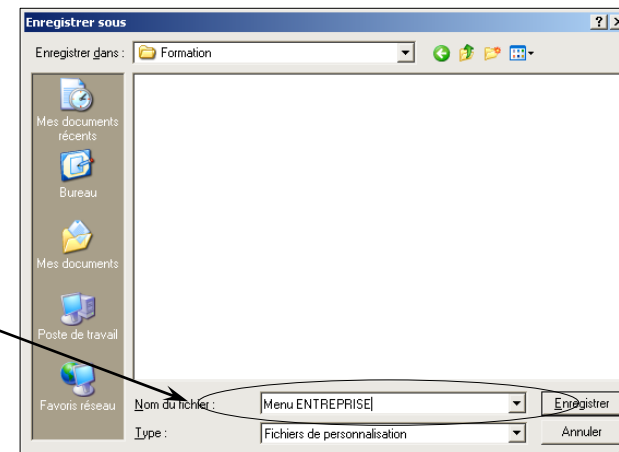 Enregistrer sous
Enregistrer dans :
Formation
Mes documents
récents
Bureau
Mes documents
Poste de travail
Favoris réseau
Nom du fichier :
Menu ENTREPRISE
Enregistrer
Type :
Fichiers de personnalisation
Annuler